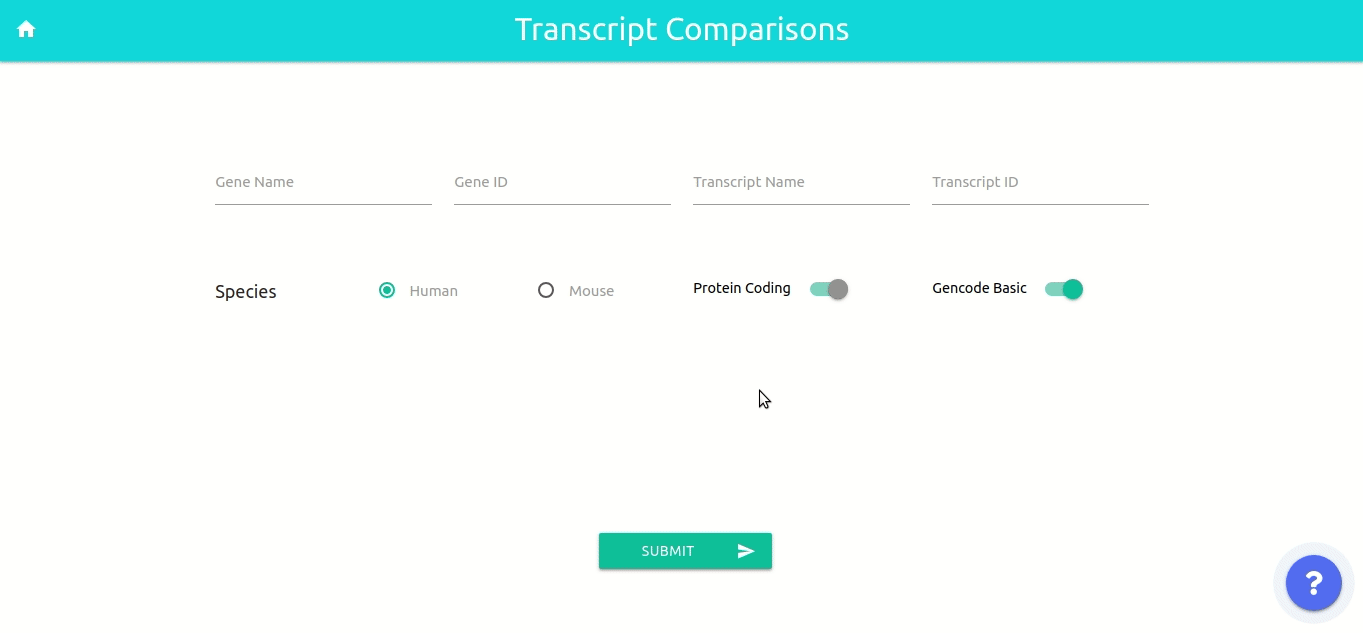 Transcript Comparisons
Gene Name Gene ID Transcript Name Transcript ID
Species Human Mouse Protein Coding Gencode Basic
SUBMIT
?